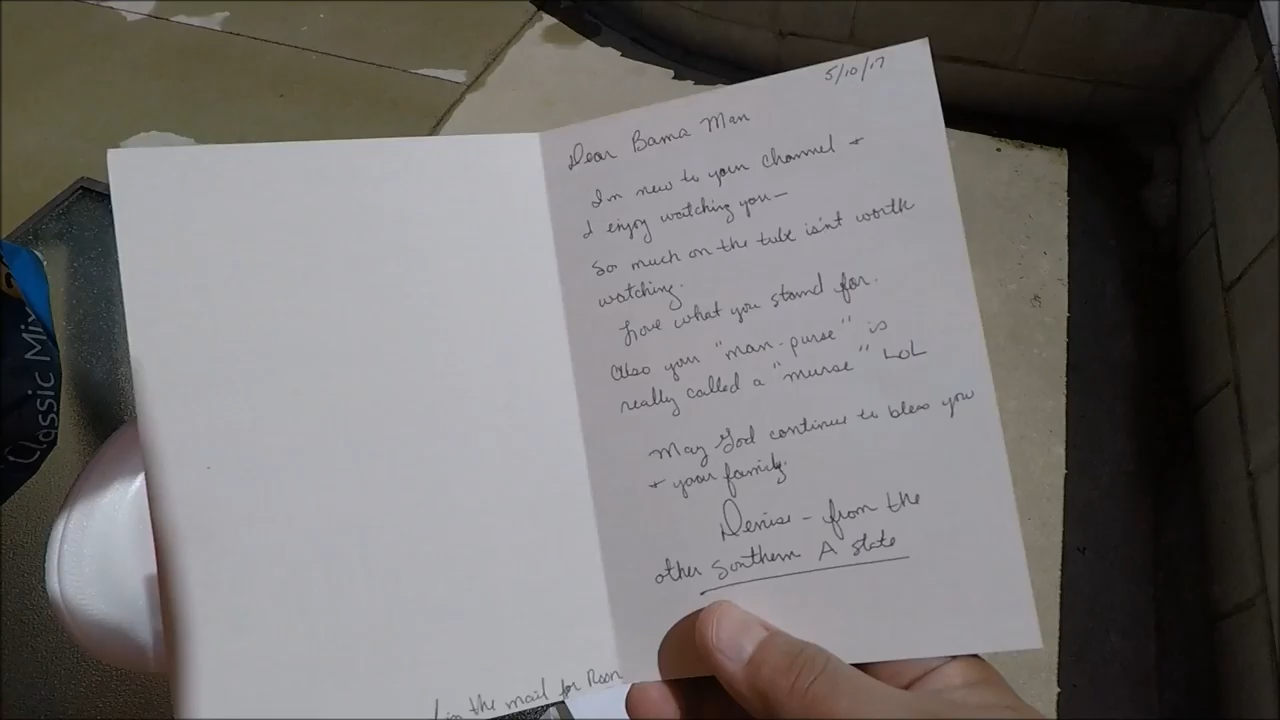 5/10/17
Dear Bama Man
Im new to your channel +
I enjoy watching you—
So much on the tube isn't worth
watching.
Love what you stand for.
Also you "man-purse" is
really called a "murse" LOL
May God continue to bless you
+ your family.
Denise – from the
other Southern A state
in the mail for Roon
Classic Mix